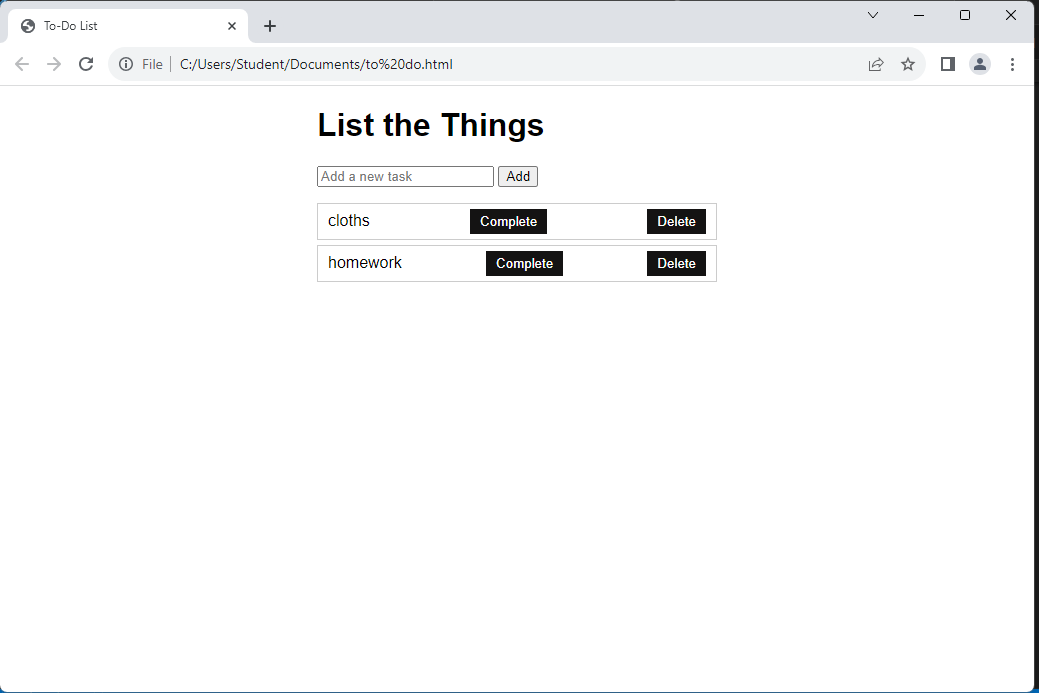 To-Do List
File C:/Users/Student/Documents/to%20do.html
List the Things
Add a new task Add
cloths Complete Delete
homework Complete Delete